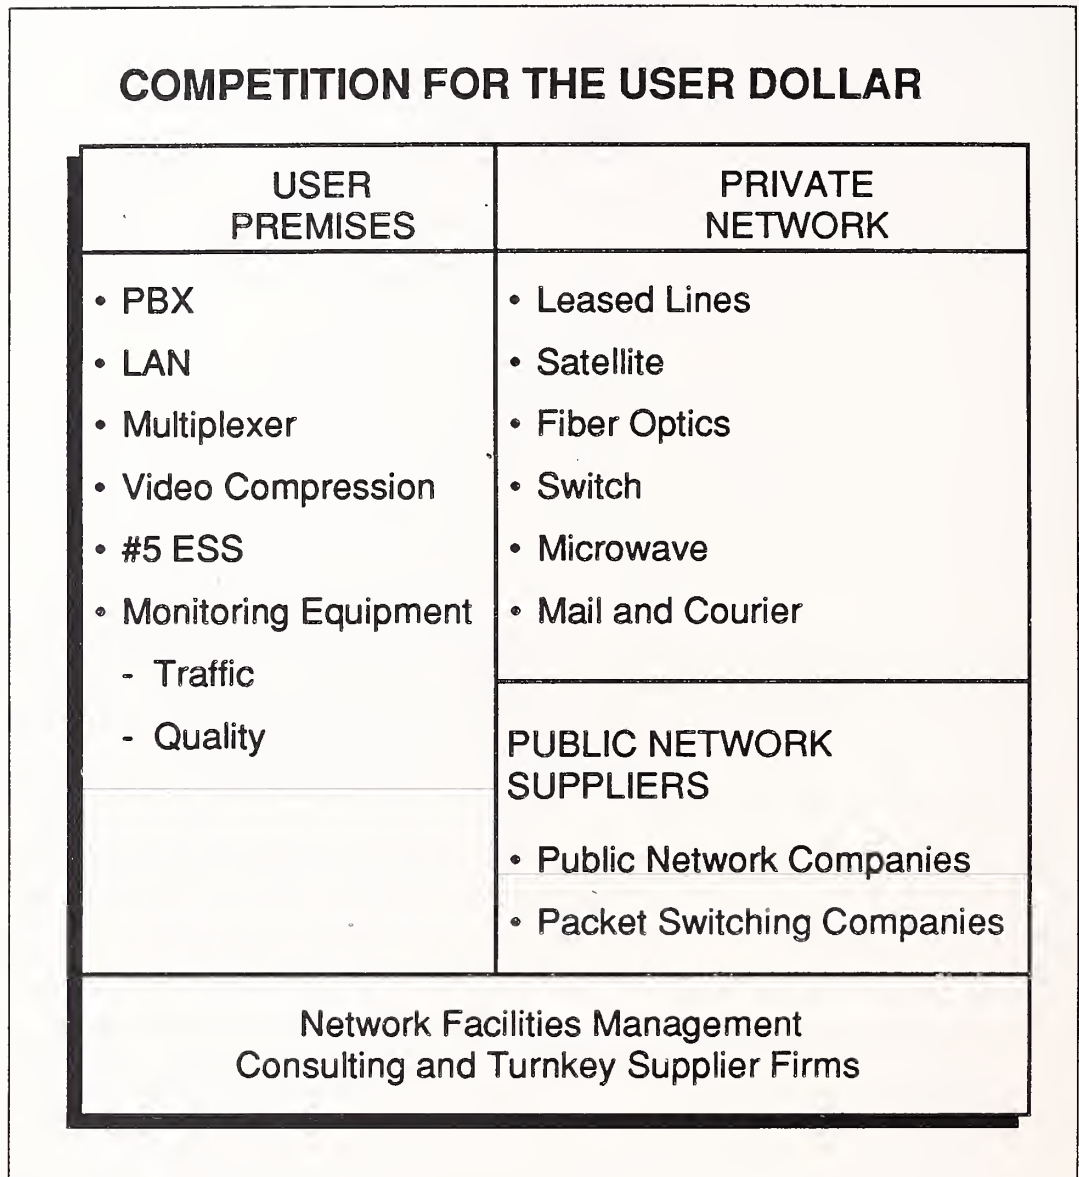 COMPETITION FOR THE USER DOLLAR
USER
PREMISES
• PBX
• LAN
• Multiplexer
• Video Compression
• #5 ESS
• Monitoring Equipment
- Traffic
- Quality
PRIVATE
NETWORK
• Leased Lines
• Satellite
• Fiber Optics
• Switch
• Microwave
• Mail and Courier
PUBLIC NETWORK
SUPPLIERS
• Public Network Companies
• Packet Switching Companies
Network Facilities Management
Consulting and Turnkey Supplier Firms